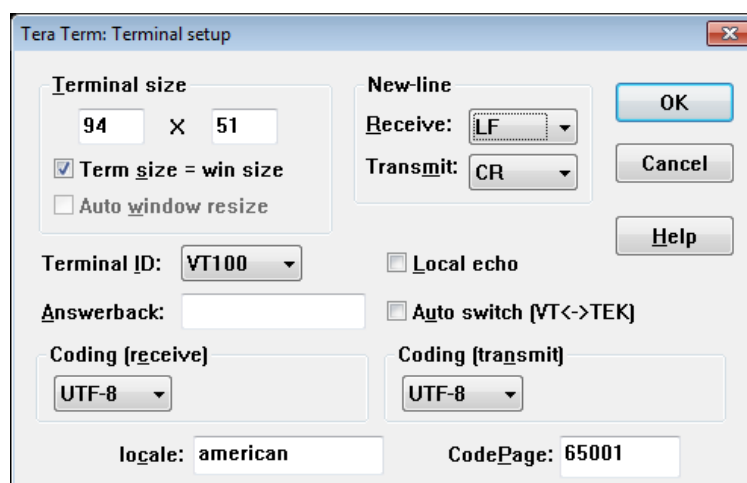 Tera Term: Terminal setup
Terminal size
94 X 51
Term size = win size
Auto window resize
New-line
Receive: LF
Transmit: CR
OK
Cancel
Help
Terminal ID: VT100
Local echo
Answerback:
Auto switch (VT<->TEK)
Coding (receive)
UTF-8
Coding (transmit)
UTF-8
locale: american
CodePage: 65001